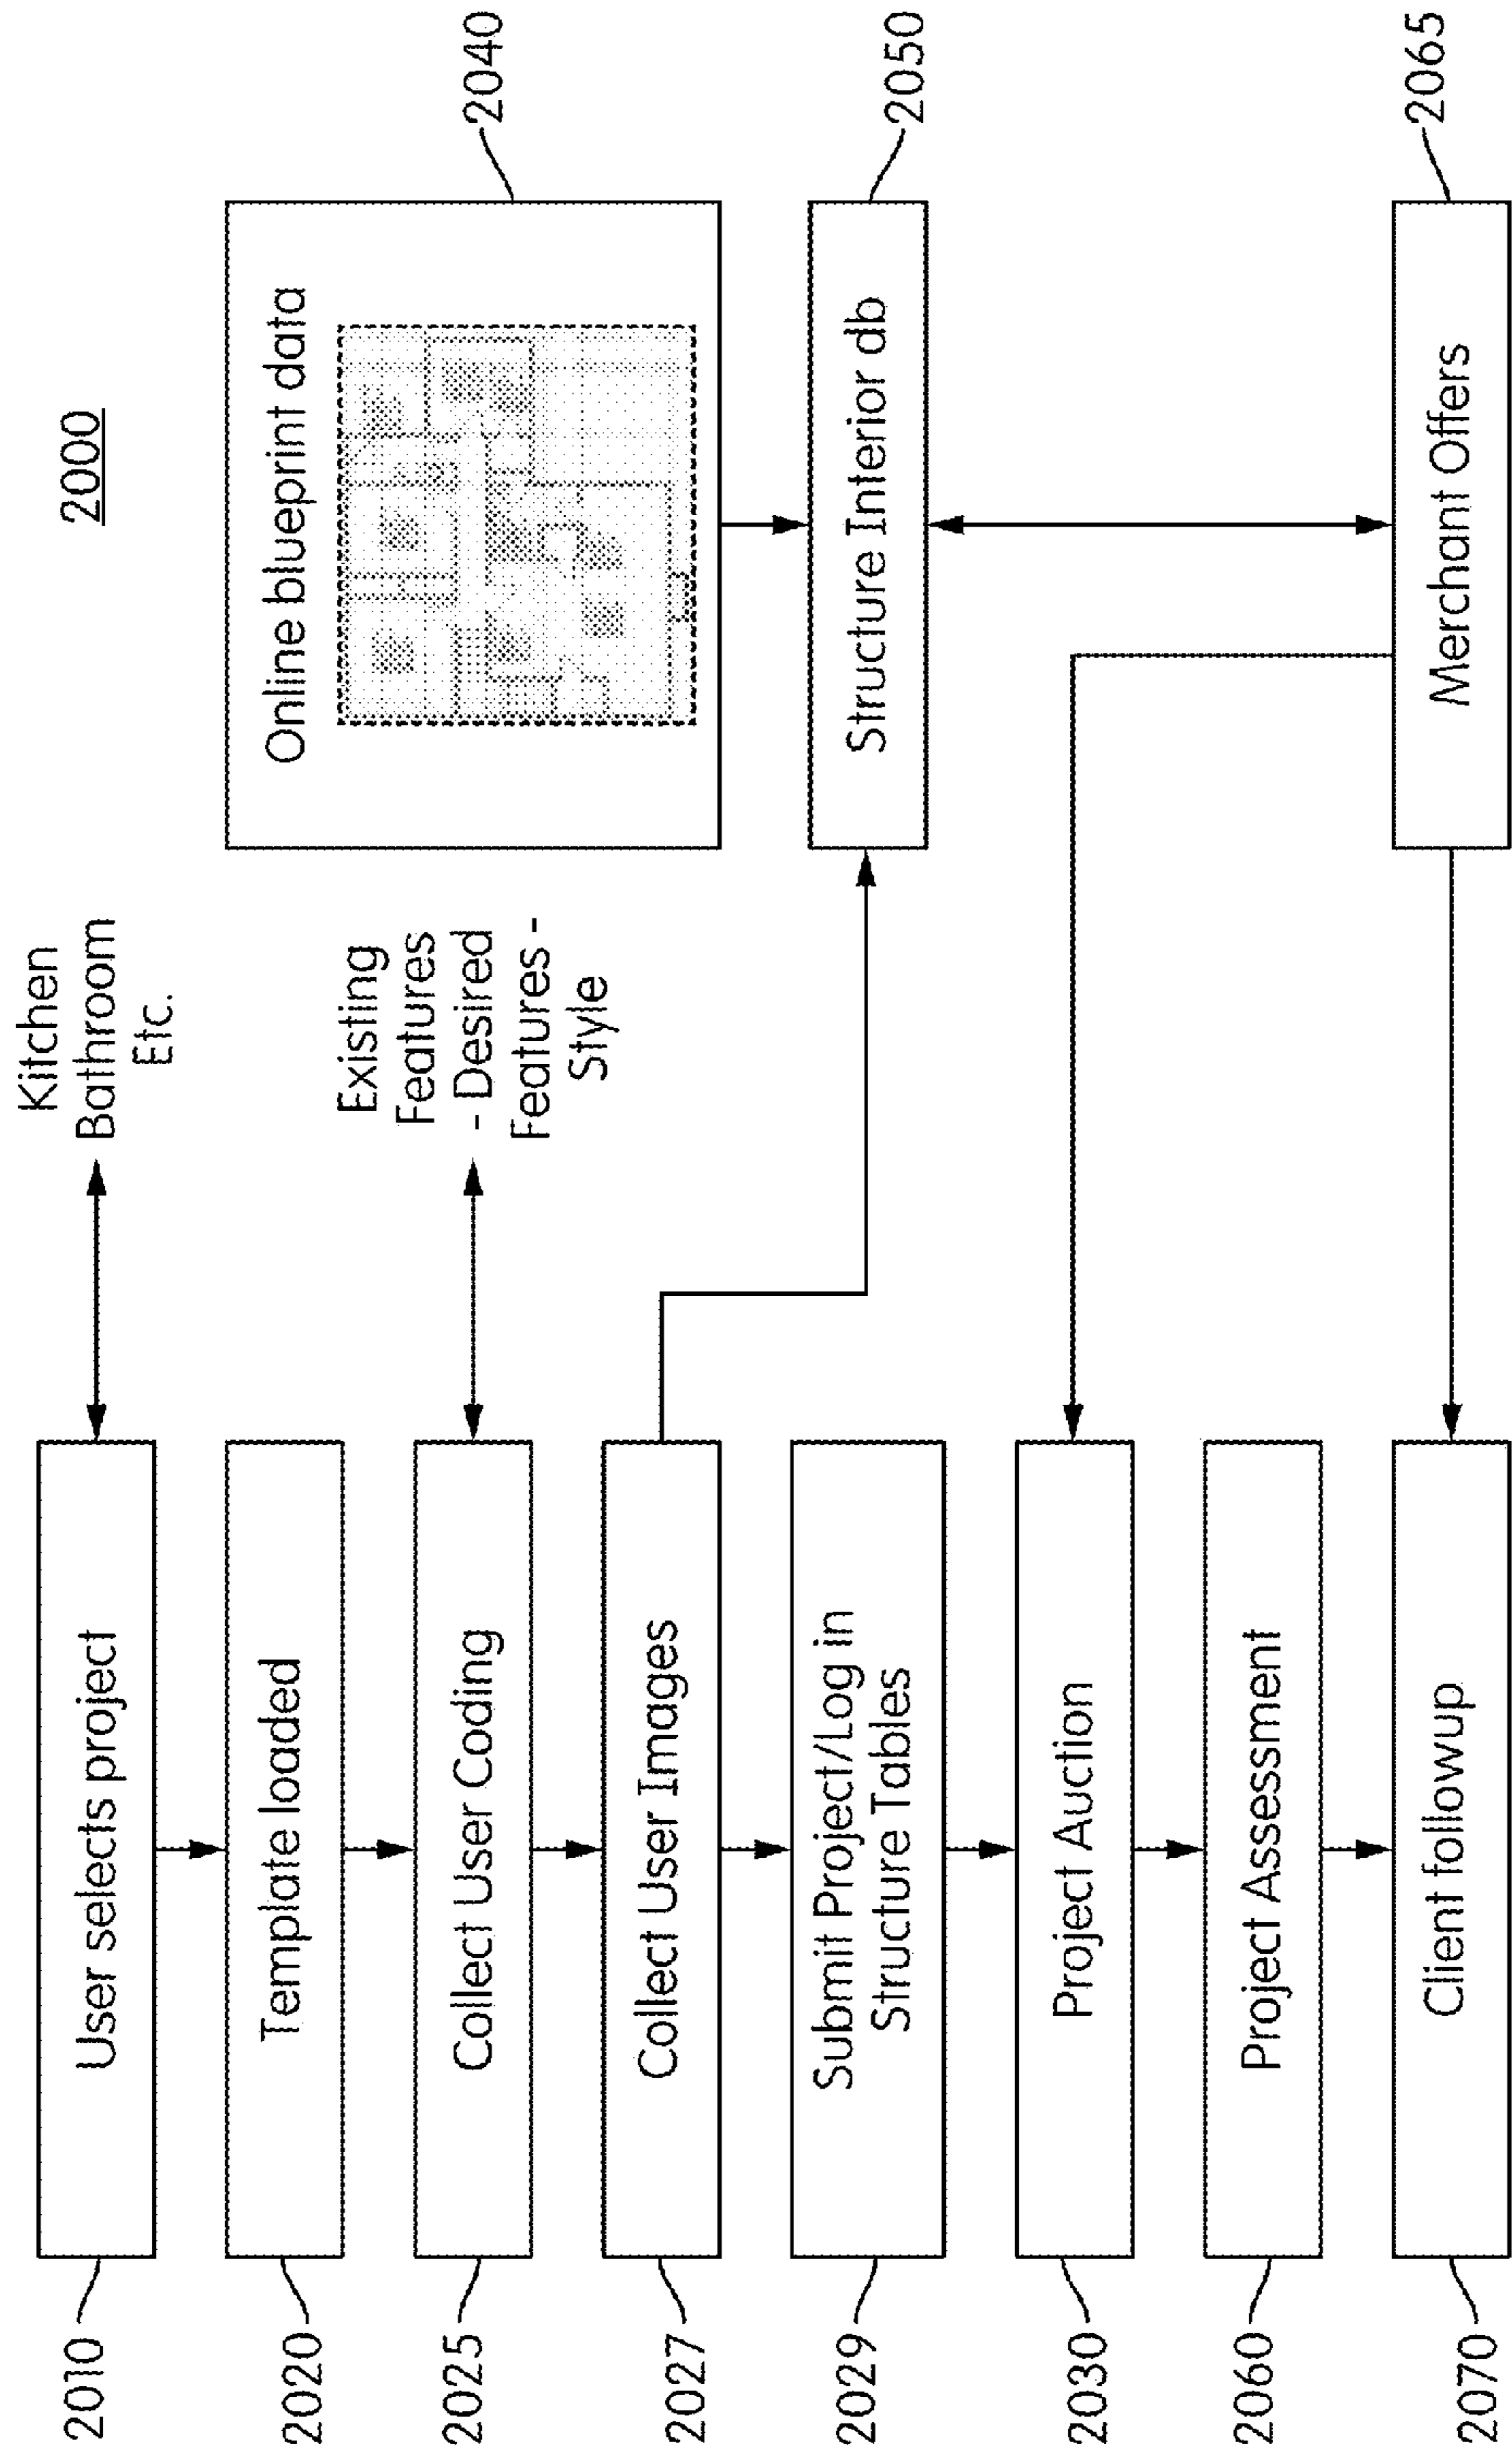 2000
Kitchen
Bathroom
Etc.
2010
User selects project
2020
Template loaded
Existing
Features
- Desired
Features -
Style
2025
Collect User Coding
2027
Collect User Images
2029
Submit Project/Log in
Structure Tables
2030
Project Auction
2060
Project Assessment
2070
Client followup
Online blueprint data
2040
Structure Interior db
2050
Merchant Offers
2065